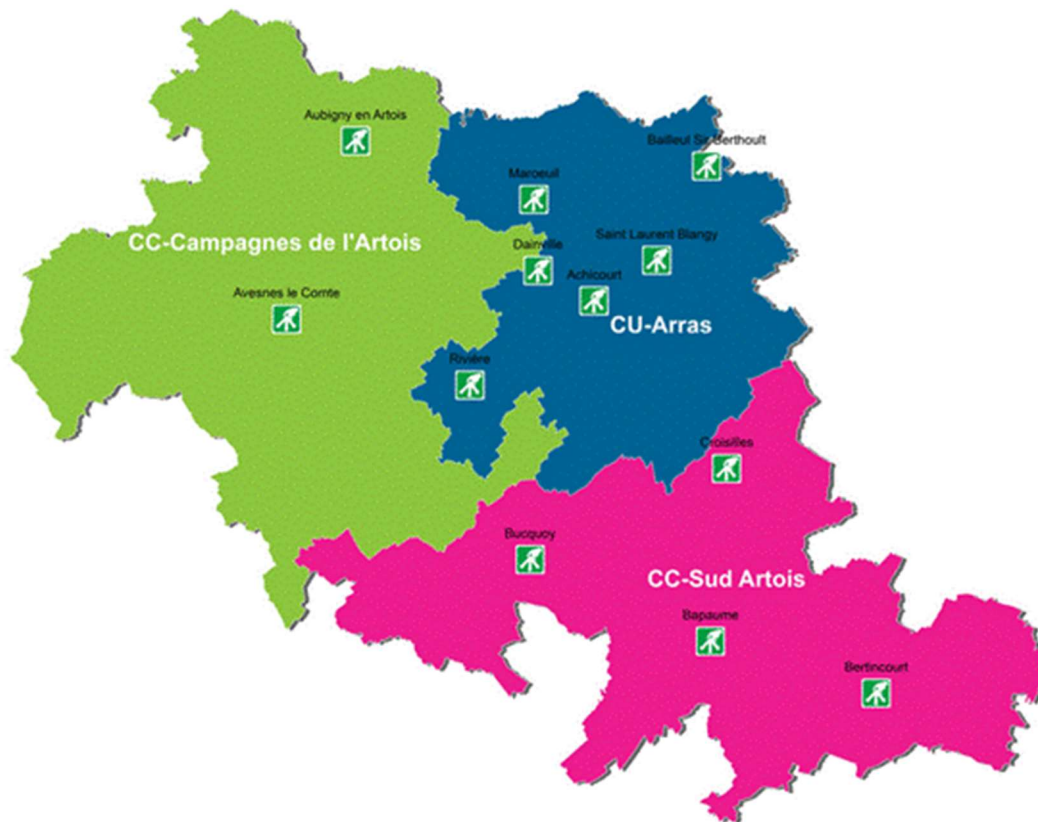 Aubigny en Artois
Bailleul Sir Berthoult
Maroeuil
Saint Laurent Blangy
CC-Campagnes de l'Artois
Dainville
Achicourt
Avesnes le Comte
CU-Arras
Rivière
Croisilles
Bucquoy
CC-Sud Artois
Bapaume
Bertincourt